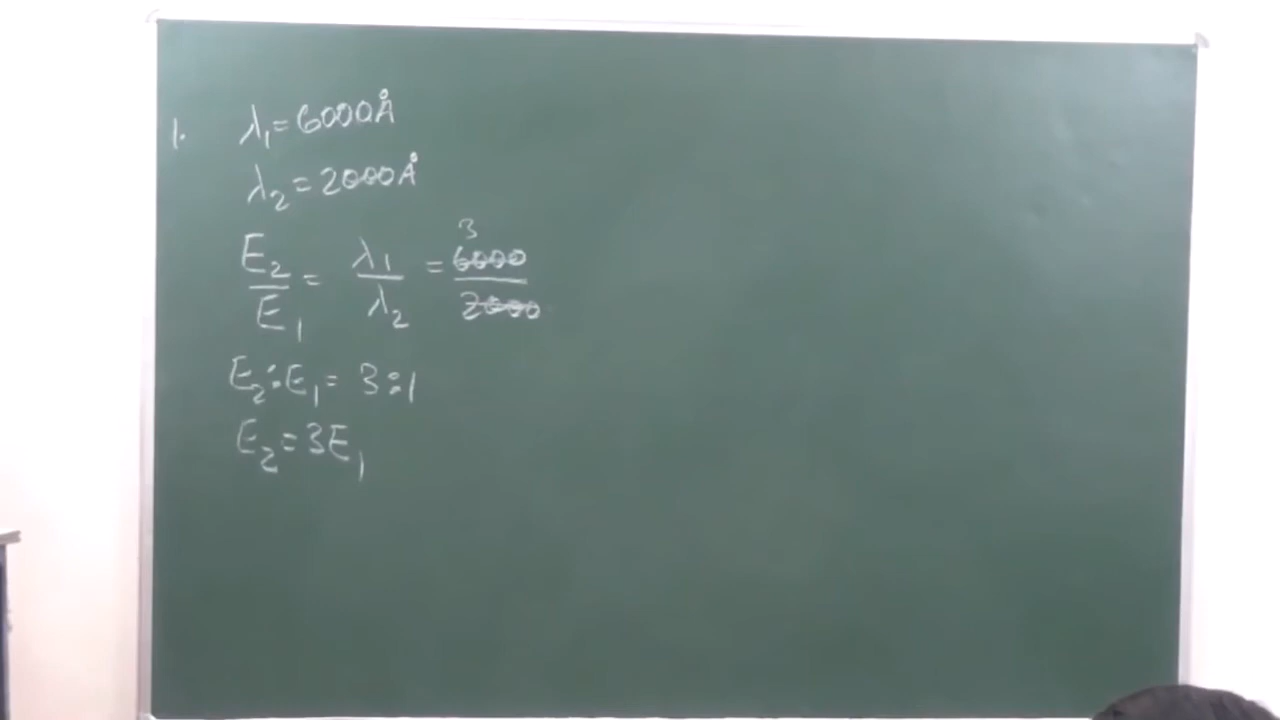 1. λ₁ = 6000Å
λ₂ = 2000Å
E₂/E₁ = λ₁/λ₂ = 6000/2000 3
E₂ : E₁ = 3 : 1
E₂ = 3E₁